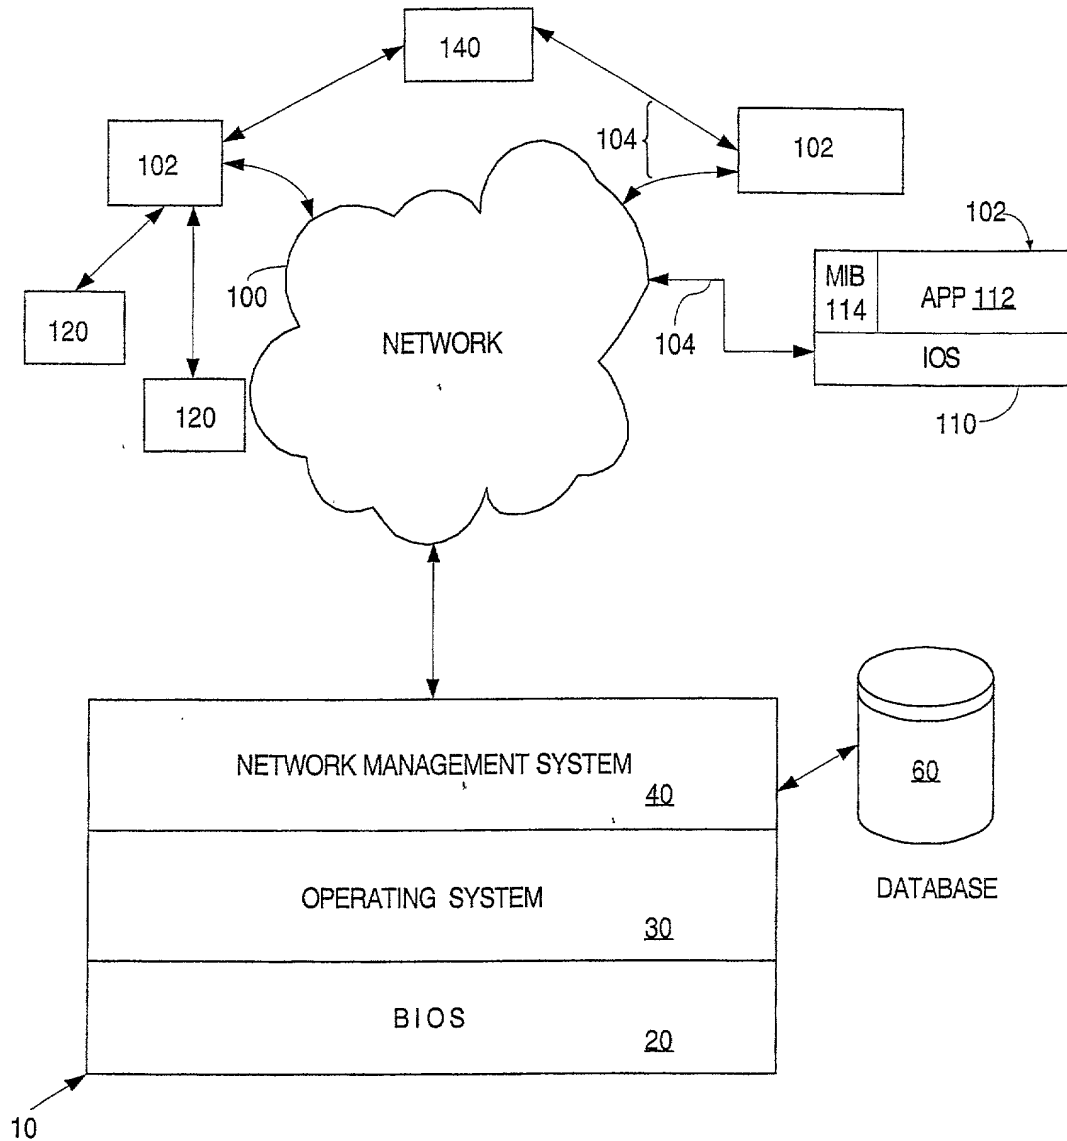 140
104
102
102
102
100
MIB
114
APP 112
120
NETWORK
104
IOS
120
110
NETWORK MANAGEMENT SYSTEM
40
60
OPERATING SYSTEM
30
DATABASE
BIOS
20
10